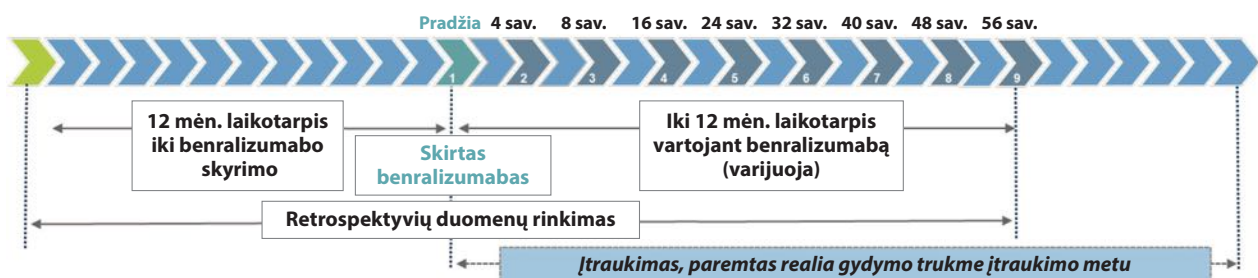 Pradžia 4 sav. 8 sav. 16 sav. 24 sav. 32 sav. 40 sav. 48 sav. 56 sav.
1 2 3 4 5 6 7 8 9
12 mėn. laikotarpis
iki benralizumabo
skyrimo
Skirtas
benralizumabas
Iki 12 mėn. laikotarpis
vartojant benralizumabą
(varijuoja)
Retrospektyvių duomenų rinkimas
Įtraukimas, paremtas realia gydymo trukme įtraukimo metu